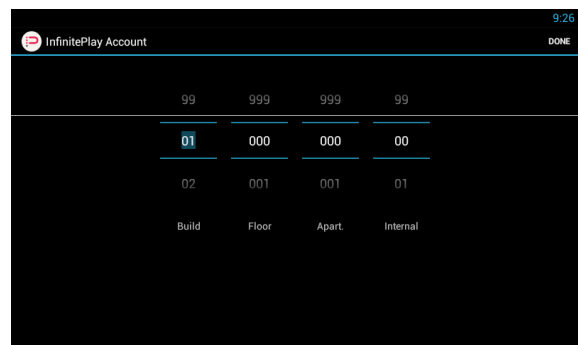 9:26
InfinitePlay Account DONE
99 999 999 99
01 000 000 00
02 001 001 01
Build Floor Apart. Internal